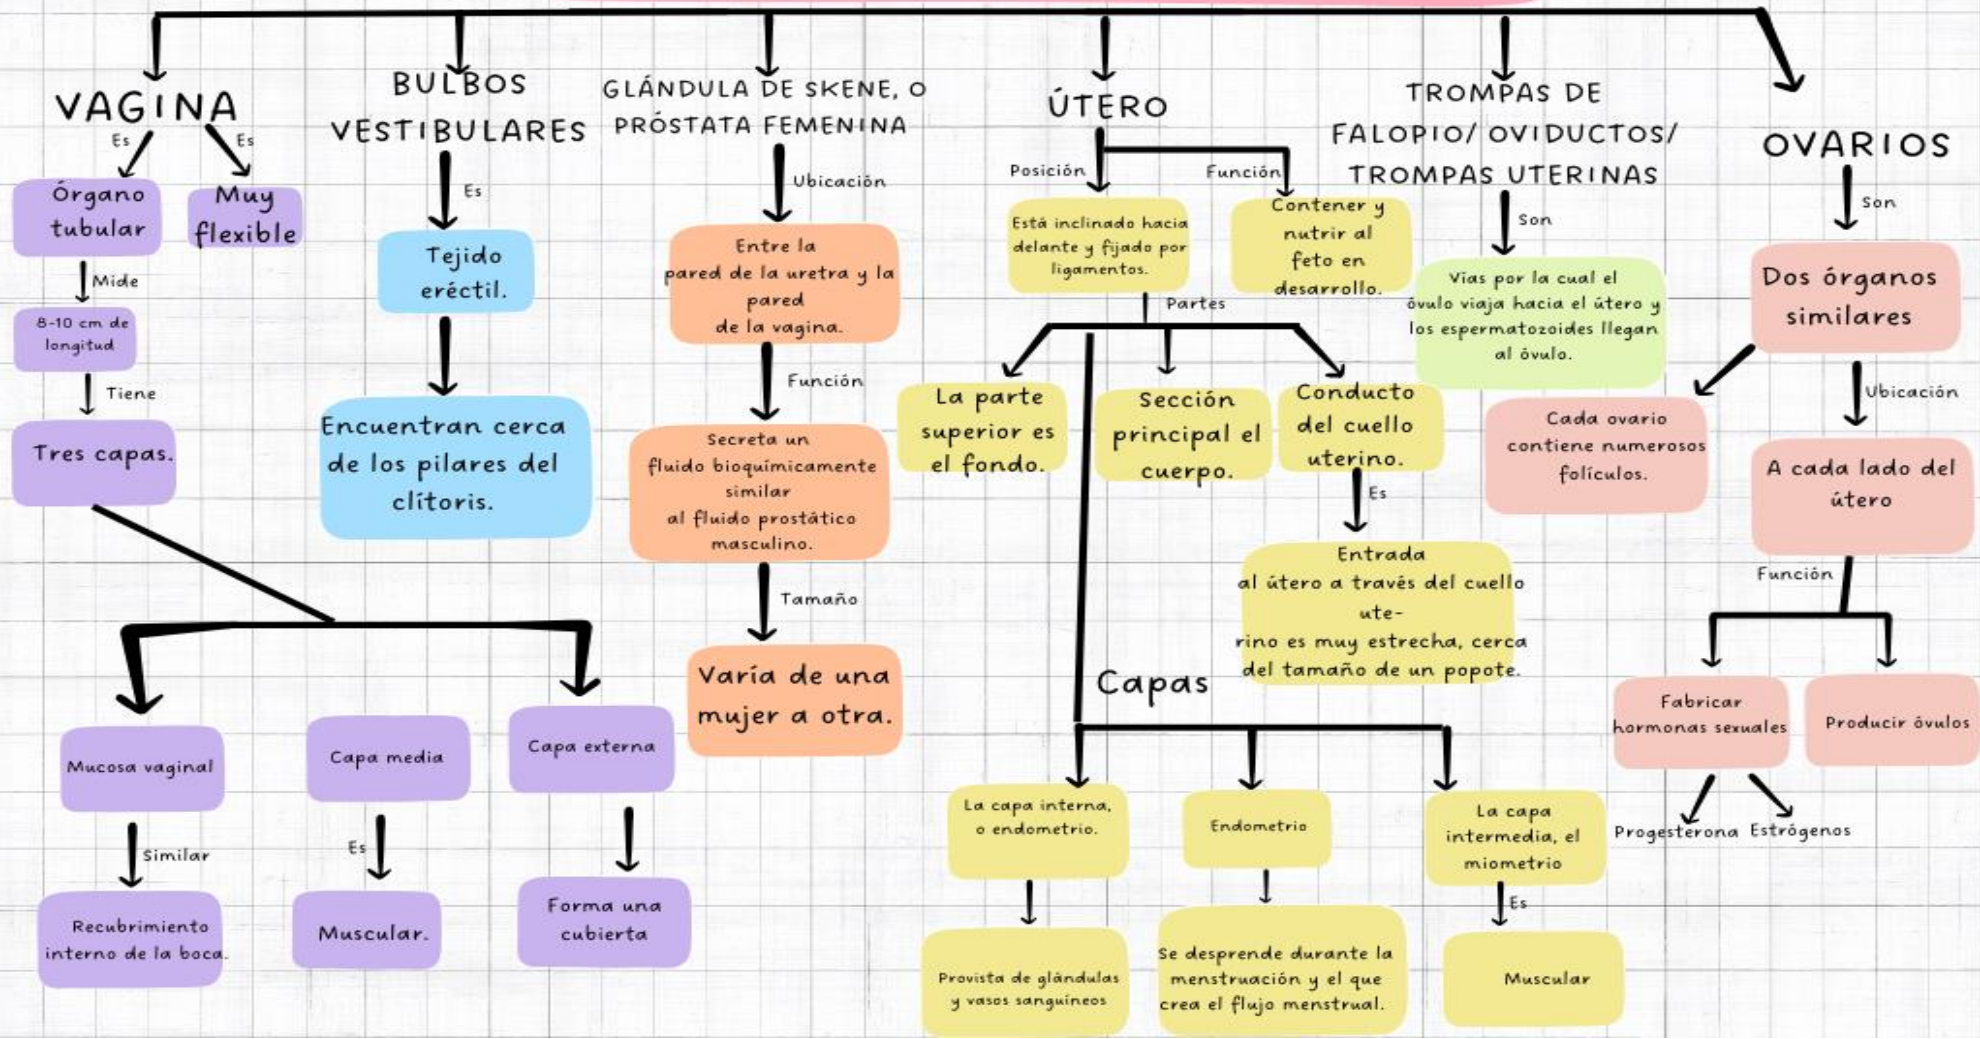 VAGINA
Es
Es
Órgano
tubular
Muy
flexible
Mide
8-10 cm de
longitud
Tiene
Tres capas.
Mucosa vaginal
Similar
Recubrimiento
interno de la boca.
Capa media
Es
Muscular.
Capa externa
Forma una
cubierta
BULBOS
VESTIBULARES
Es
Tejido
eréctil.
Encuentran cerca
de los pilares del
clítoris.
GLÁNDULA DE SKENE, O
PRÓSTATA FEMENINA
Ubicación
Entre la
pared de la uretra y la
pared
de la vagina.
Función
Secreta un
fluido bioquímicamente
similar
al fluido prostático
masculino.
Tamaño
Varía de una
mujer a otra.
ÚTERO
Posición
Función
Está inclinado hacia
delante y fijado por
ligamentos.
Contener y
nutrir al
feto en
desarrollo.
Partes
La parte
superior es
el fondo.
Sección
principal el
cuerpo.
Conducto
del cuello
uterino.
Es
Entrada
al útero a través del cuello
ute-
rino es muy estrecha, cerca
del tamaño de un popote.
Capas
La capa interna,
o endometrio.
Provista de glándulas
y vasos sanguíneos
Endometrio
Se desprende durante la
menstruación y el que
crea el flujo menstrual.
La capa
intermedia, el
miometrio
Es
Muscular
TROMPAS DE
FALOPIO/ OVIDUCTOS/
TROMPAS UTERINAS
Son
Vías por la cual el
óvulo viaja hacia el útero y
los espermatozoides llegan
al óvulo.
OVARIOS
Son
Dos órganos
similares
Cada ovario
contiene numerosos
folículos.
Ubicación
A cada lado del
útero
Función
Fabricar
hormonas sexuales
Producir óvulos
Progesterona
Estrógenos